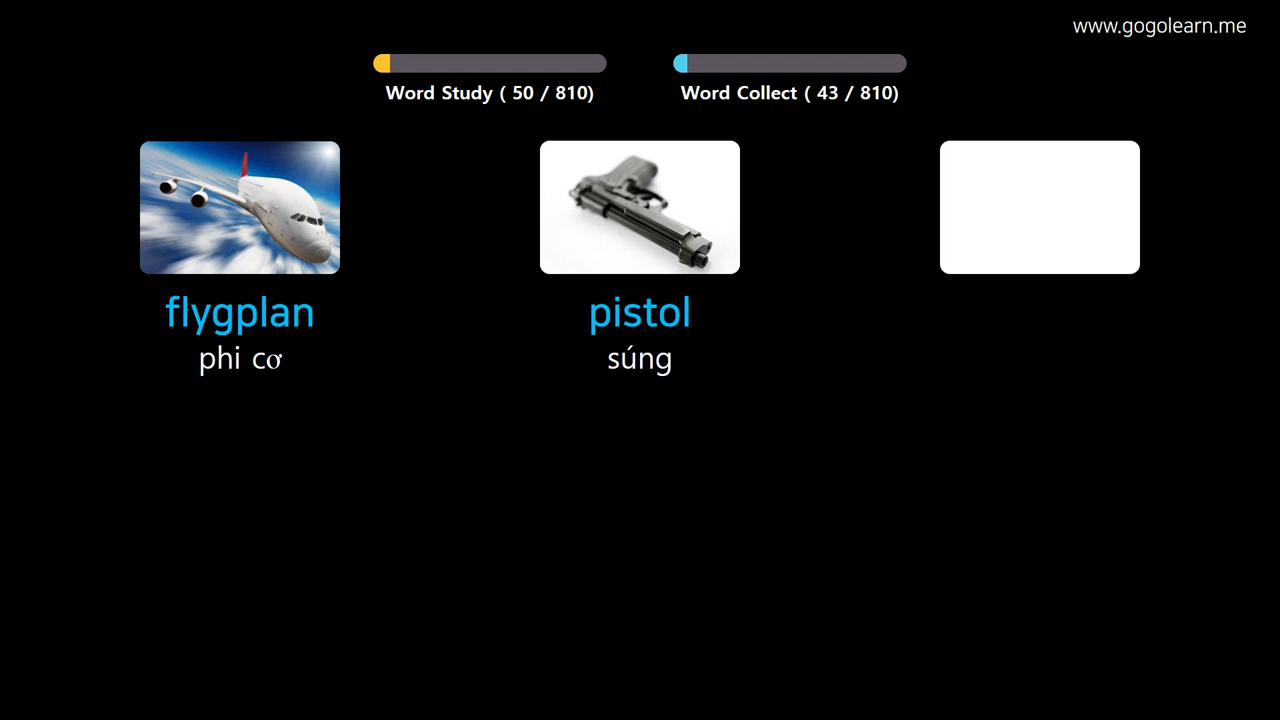 www.gogolearn.me
Word Study ( 50 / 810)
Word Collect ( 43 / 810)
flygplan
phi cơ
pistol
súng